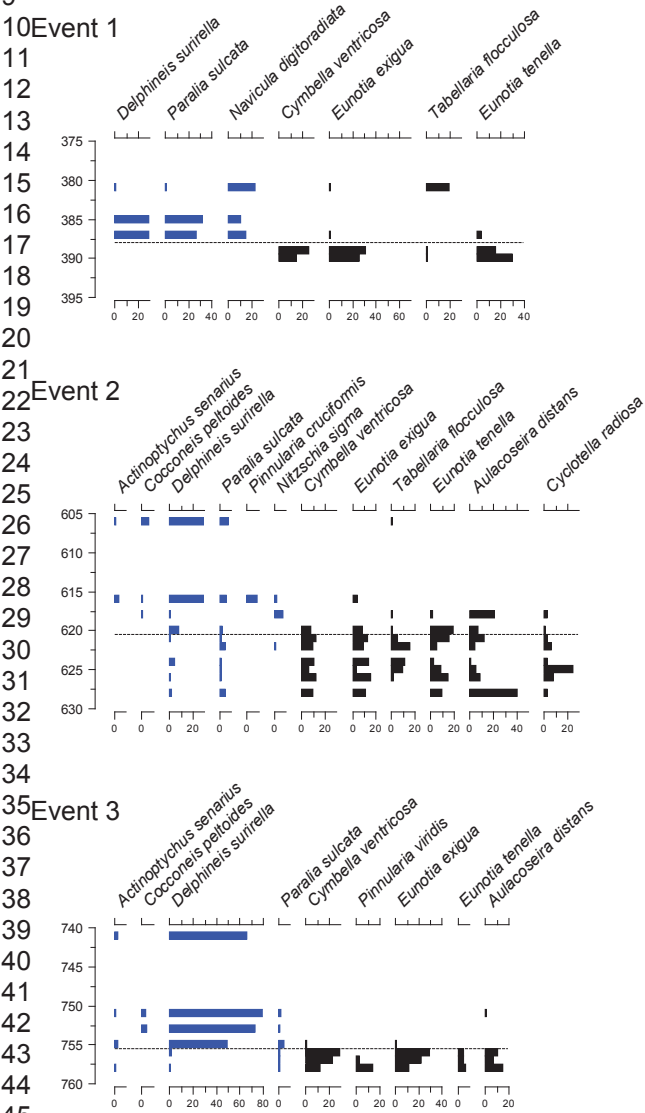 10 Event 1
Delphineis surirella
Paralia sulcata
Navicula digitoradiata
Cymbella ventricosa
Eunotia exigua
Tabellaria flocculosa
Eunotia tenella
11
12
13
14 375
15 380
16 385
17 390
18
19 395
0 20 0 20 40 0 20 0 20 0 20 40 60 0 20 0 20 40
20
21
22 Event 2
Actinoptychus senarius
Cocconeis peltoides
Delphineis surirella
Paralia sulcata
Pinnularia cruciformis
Nitzschia sigma
Cymbella ventricosa
Eunotia exigua
Tabellaria flocculosa
Eunotia tenella
Aulacoseira distans
Cyclotella radiosa
23
24
25
26 605
27 610
28 615
29 620
30
31 625
32 630
33
0 0 0 20 0 0 0 0 20 0 20 0 20 0 20 0 20 40 0 20
34
35 Event 3
Actinoptychus senarius
Cocconeis peltoides
Delphineis surirella
Paralia sulcata
Cymbella ventricosa
Pinnularia viridis
Eunotia exigua
Eunotia tenella
Aulacoseira distans
36
37
38
39 740
40 745
41
42 750
43 755
44 760
45
0 0 0 20 40 60 80 0 0 20 0 20 0 20 40 0 0 20